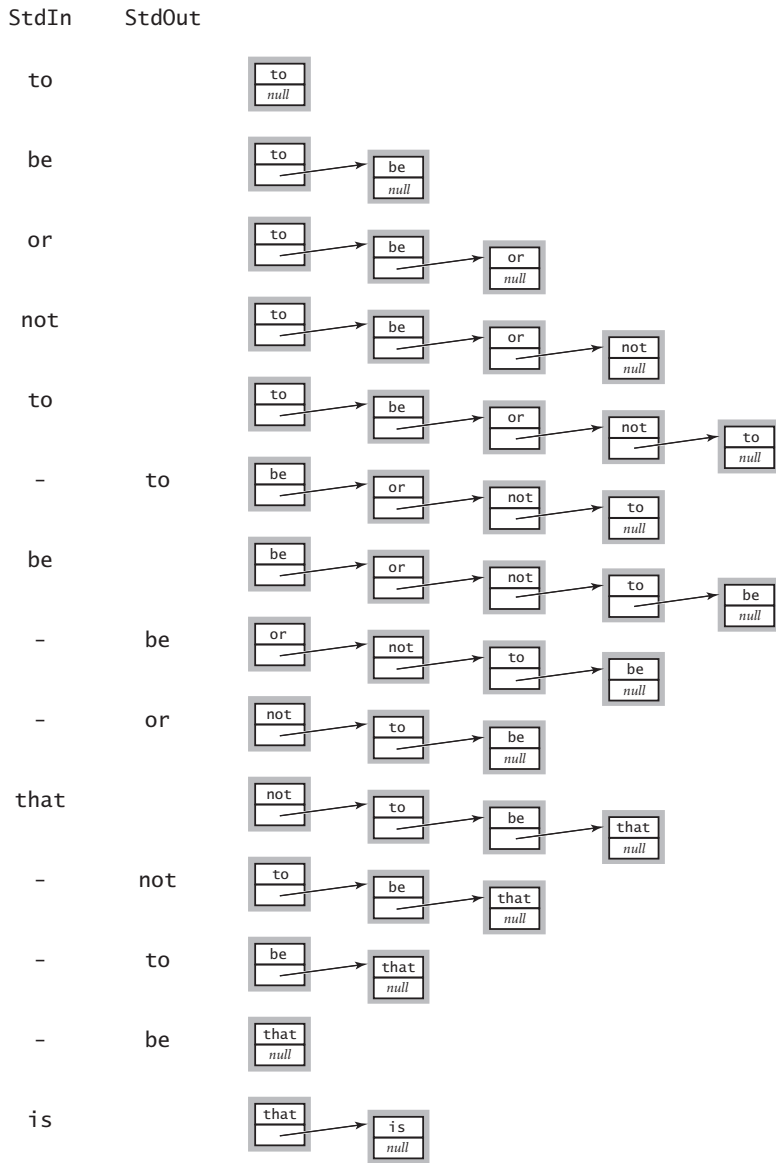 StdIn StdOut
to to
null
be to be
null
or to be or
null
not to be or not
null
to to be or not to
null
- to be or not to
null
be be or not to be
null
- be or not to be
null
- or not to be
null
that not to be that
null
- not to be that
null
- to be that
null
- be that
null
is that is
null